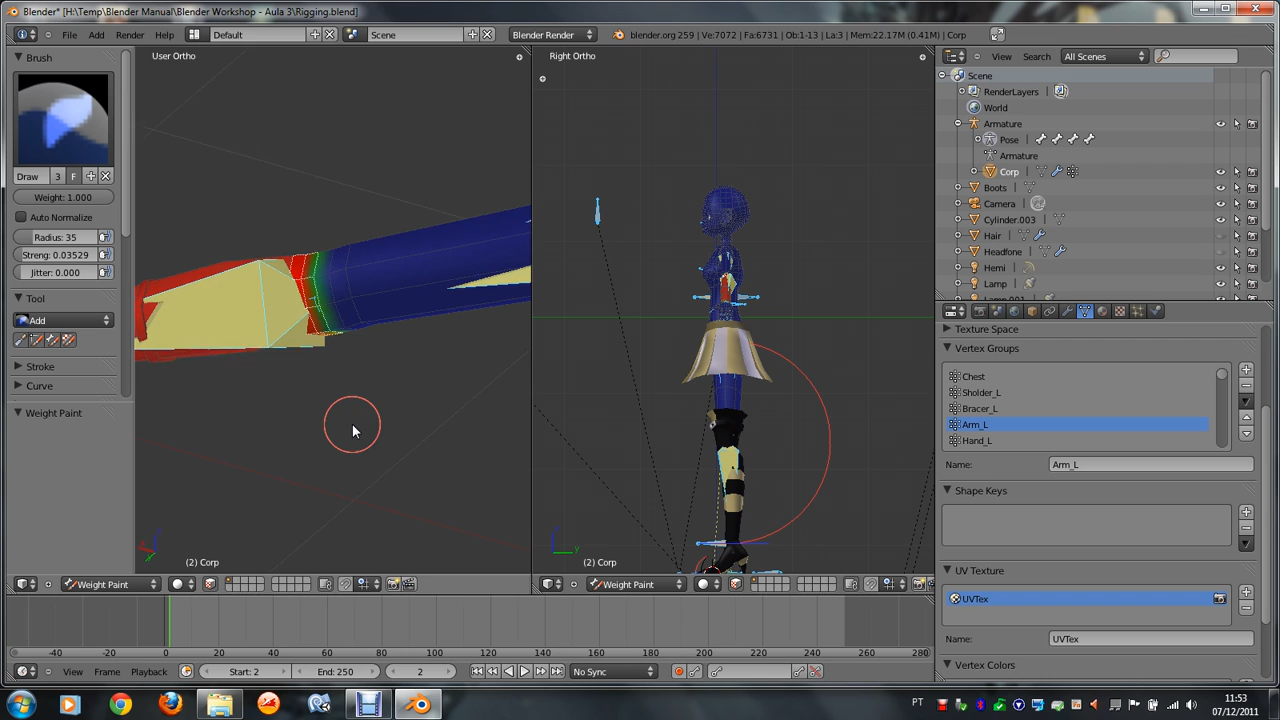 Blender* [H:\Temp\Blender Manual\Blender Workshop - Aula 3\Rigging.blend]
File Add Render Help Default Scene Blender Render blender.org 259 | Ve:7072 | Fa:6731 | Ob:1-13 | La:3 | Mem:22.17M (0.41M) | Corp
Brush
User Ortho
Right Ortho
View Search All Scenes
Scene
RenderLayers |
World
Armature
Pose |
Armature
Corp |
Boots |
Camera |
Cylinder.003 |
Hair |
Headfone |
Hemi |
Lamp |
Draw 3 F
Weight: 1.000
Auto Normalize
Radius: 35
Streng: 0.03529
Jitter: 0.000
Tool
Add
Stroke
Curve
Weight Paint
Texture Space
Vertex Groups
Chest
Sholder_L
Bracer_L
Arm_L
Hand_L
Name: Arm_L
Shape Keys
UV Texture
UVTex
Name: UVTex
Vertex Colors
(2) Corp
(2) Corp
Weight Paint
Weight Paint
-40 -20 0 20 40 60 80 100 120 140 160 180 200 220 240 260 280
View Frame Playback Start: 2 End: 250 2 No Sync
PT
11:53
07/12/2011